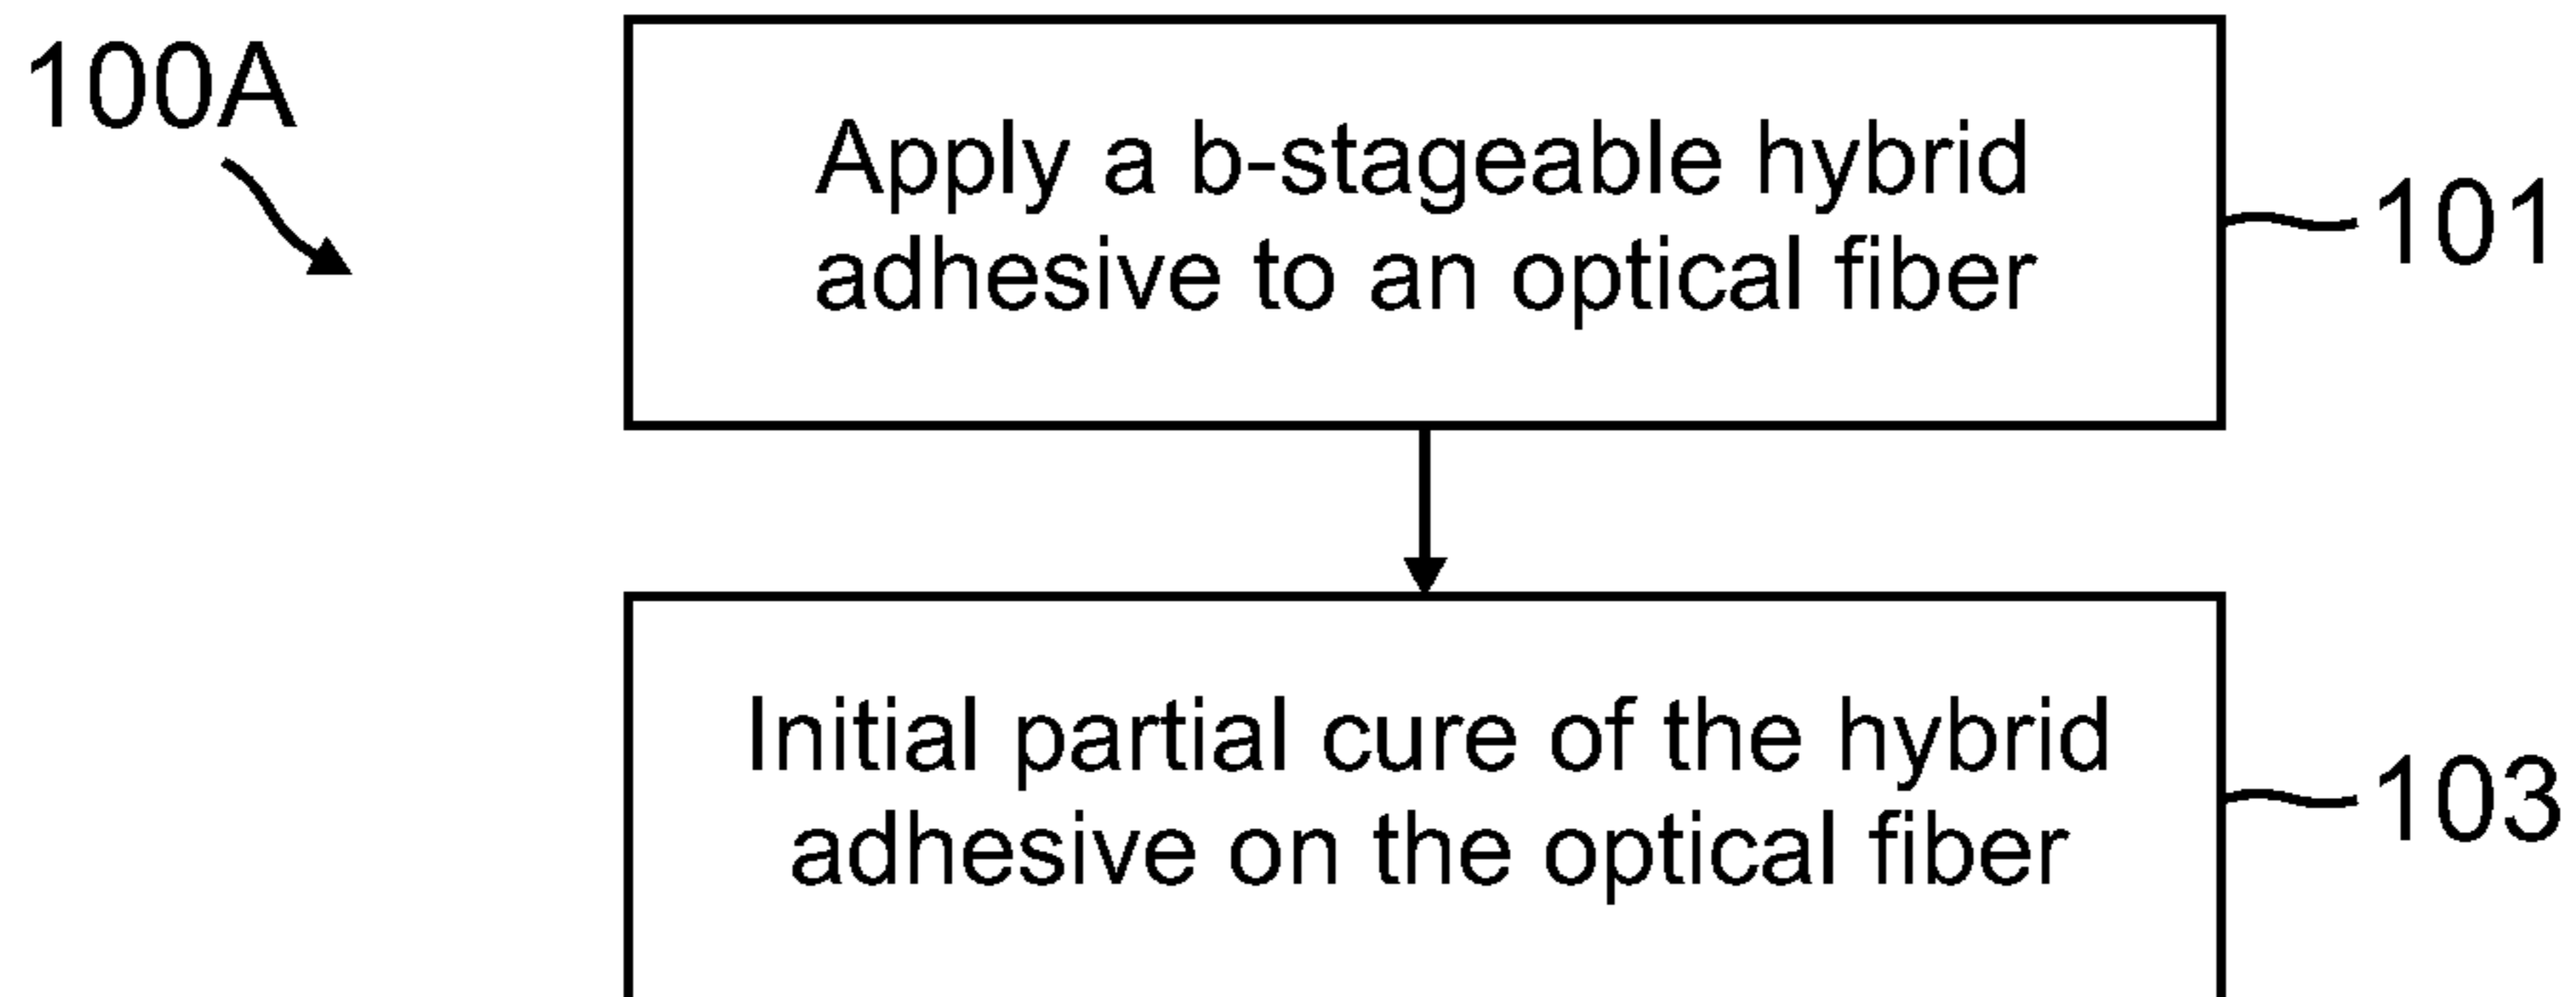 100A
Apply a b-stageable hybrid
adhesive to an optical fiber
101
Initial partial cure of the hybrid
adhesive on the optical fiber
103